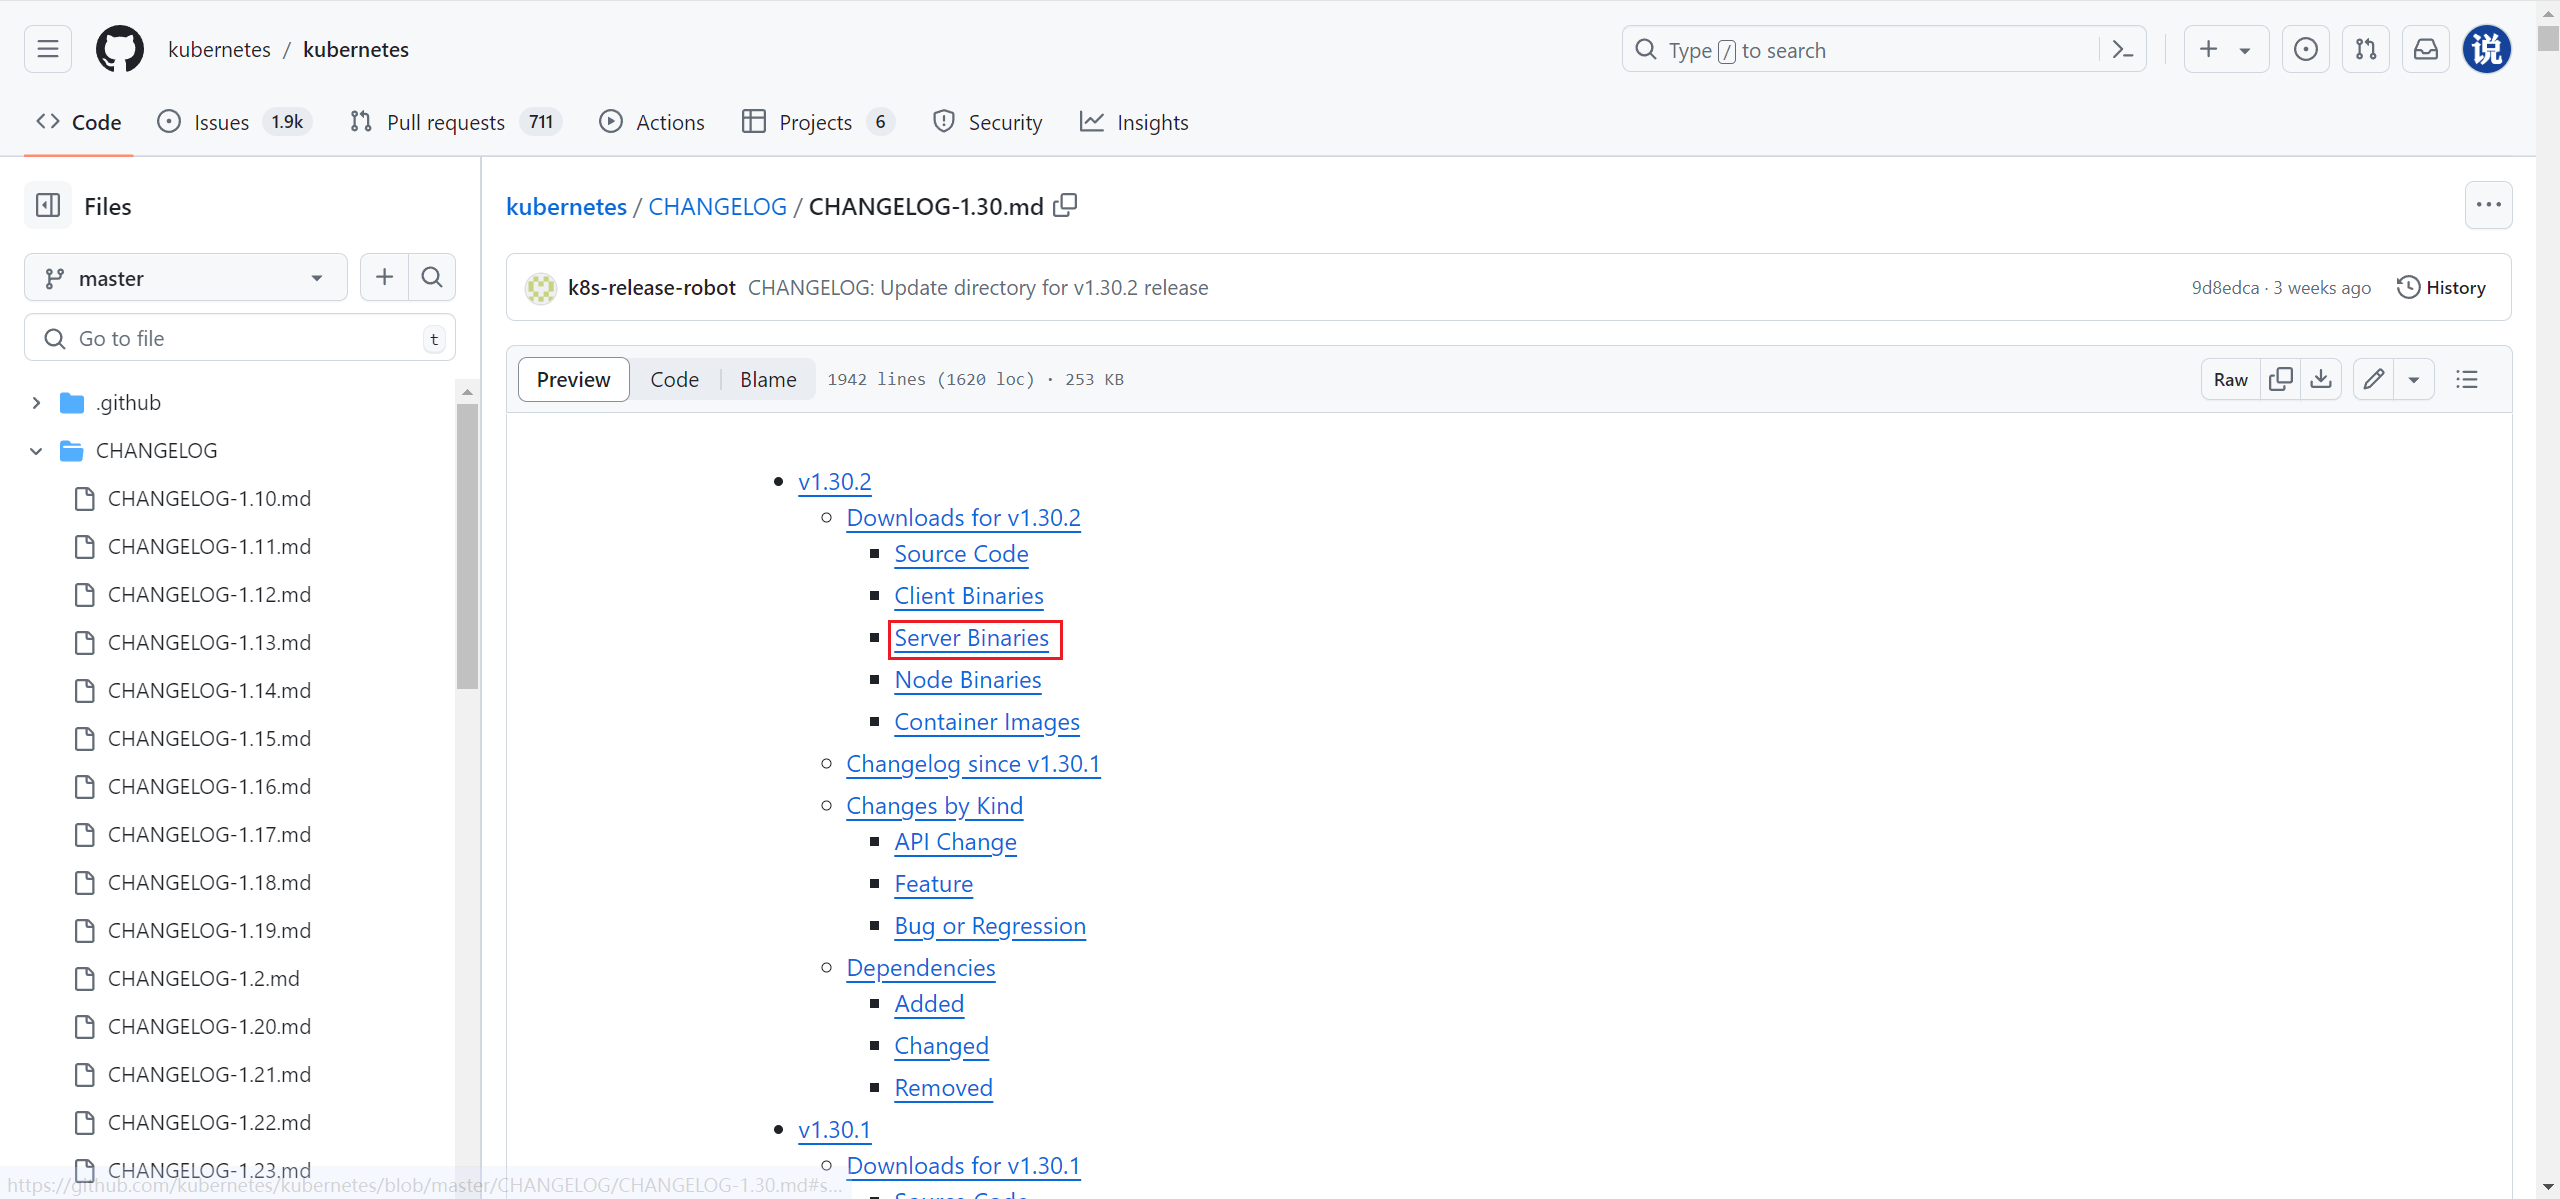 kubernetes / kubernetes
Type / to search
说
Code
Issues 1.9k
Pull requests 711
Actions
Projects 6
Security
Insights
Files
master
Go to file
t
.github
CHANGELOG
CHANGELOG-1.10.md
CHANGELOG-1.11.md
CHANGELOG-1.12.md
CHANGELOG-1.13.md
CHANGELOG-1.14.md
CHANGELOG-1.15.md
CHANGELOG-1.16.md
CHANGELOG-1.17.md
CHANGELOG-1.18.md
CHANGELOG-1.19.md
CHANGELOG-1.2.md
CHANGELOG-1.20.md
CHANGELOG-1.21.md
CHANGELOG-1.22.md
CHANGELOG-1.23.md
https://github.com/kubernetes/kubernetes/blob/master/CHANGELOG/CHANGELOG-1.30.md#s...
kubernetes / CHANGELOG / CHANGELOG-1.30.md
k8s-release-robot CHANGELOG: Update directory for v1.30.2 release
9d8edca · 3 weeks ago
History
Preview
Code
Blame
1942 lines (1620 loc) · 253 KB
Raw
v1.30.2
Downloads for v1.30.2
Source Code
Client Binaries
Server Binaries
Node Binaries
Container Images
Changelog since v1.30.1
Changes by Kind
API Change
Feature
Bug or Regression
Dependencies
Added
Changed
Removed
v1.30.1
Downloads for v1.30.1
Source Code